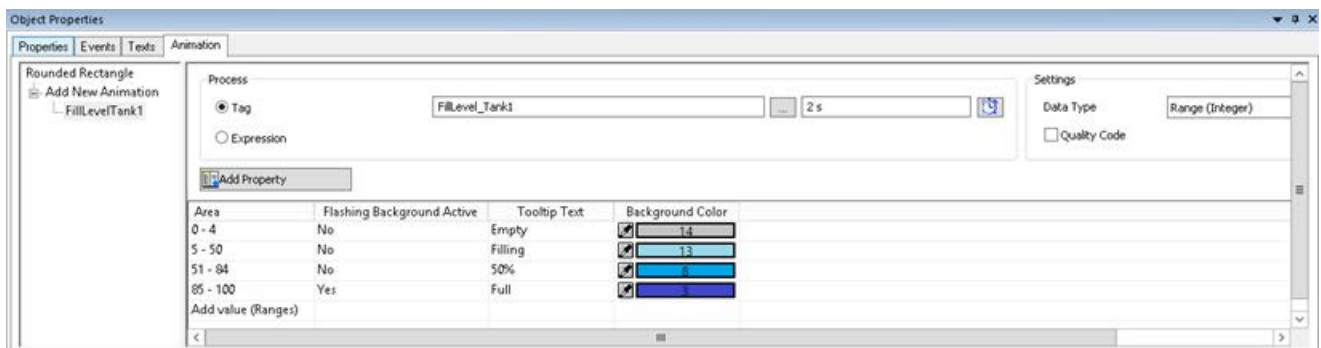 Object Properties
Properties Events Texts Animation
Rounded Rectangle
Add New Animation
FillLevelTank1
Process
Tag FillLevel_Tank1 ... 2 s
Expression
Settings
Data Type Range (Integer)
Quality Code
Add Property
Area Flashing Background Active Tooltip Text Background Color
0 - 4 No Empty 14
5 - 50 No Filling 13
51 - 84 No 50%
85 - 100 Yes Full
Add value (Ranges)